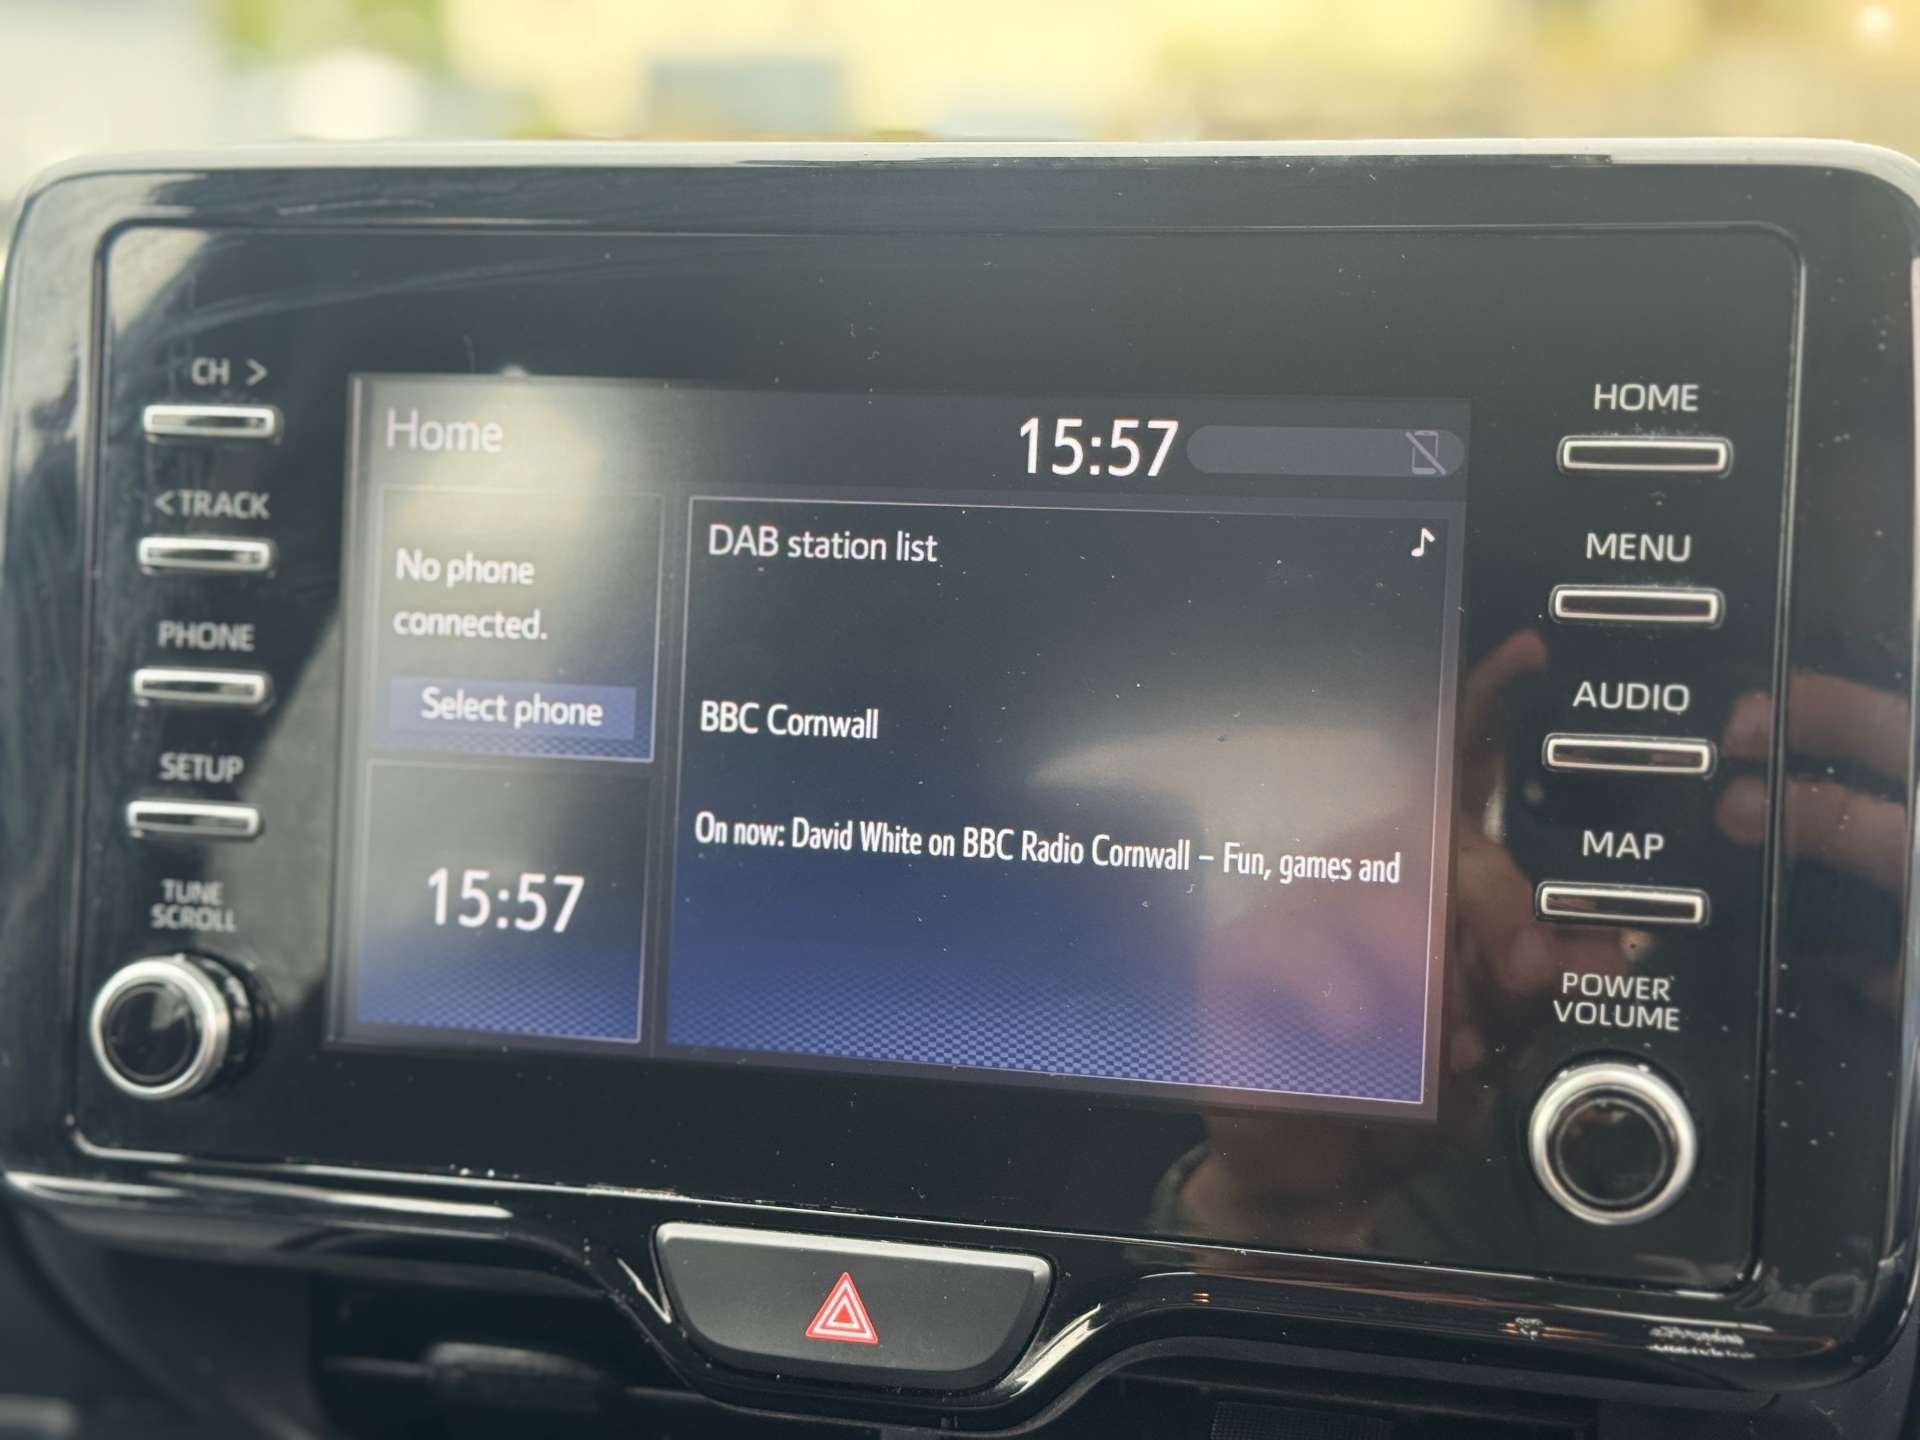 CH >
<TRACK
PHONE
SETUP
TUNE
SCROLL
Home
15:57
No phone
connected.
Select phone
15:57
DAB station list
BBC Cornwall
On now: David White on BBC Radio Cornwall – Fun, games and
HOME
MENU
AUDIO
MAP
POWER
VOLUME